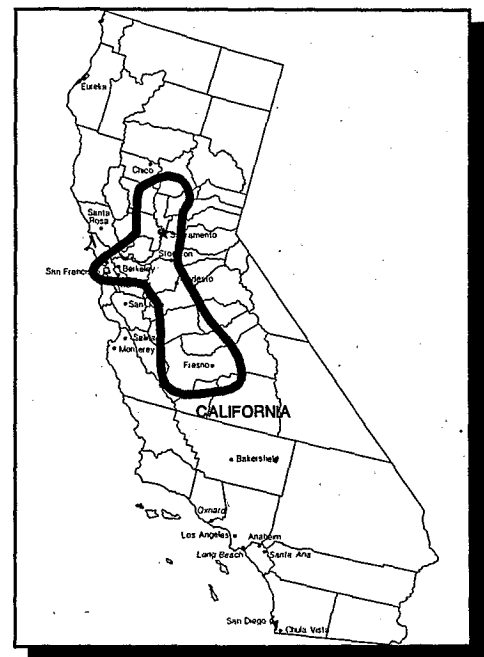 Eureka
Chico
Santa
Rosa
Sacramento
Stockton
San Franc
Berkeley
Modesto
San
Salina
Monterey
Fresno
CALIFORNIA
Bakersfield
Oxnard
Los Angeles
Anaheim
Long Beach
Santa Ana
San Diego
Chula Vista